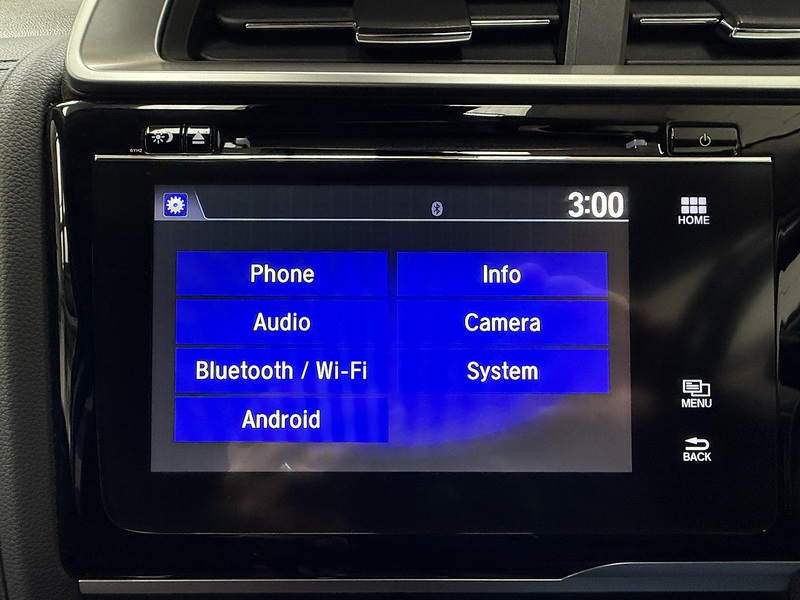 3:00
HOME
Phone
Info
Audio
Camera
Bluetooth / Wi-Fi
System
Android
MENU
BACK